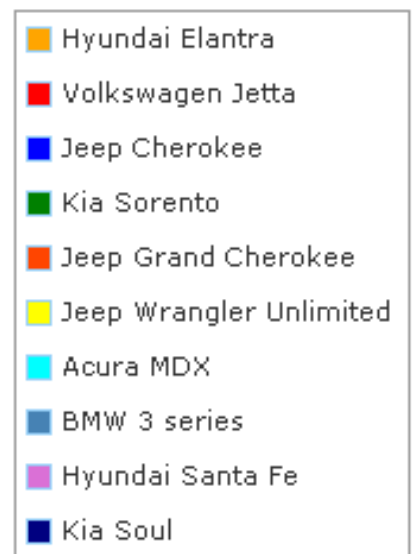 Hyundai Elantra
Volkswagen Jetta
Jeep Cherokee
Kia Sorento
Jeep Grand Cherokee
Jeep Wrangler Unlimited
Acura MDX
BMW 3 series
Hyundai Santa Fe
Kia Soul